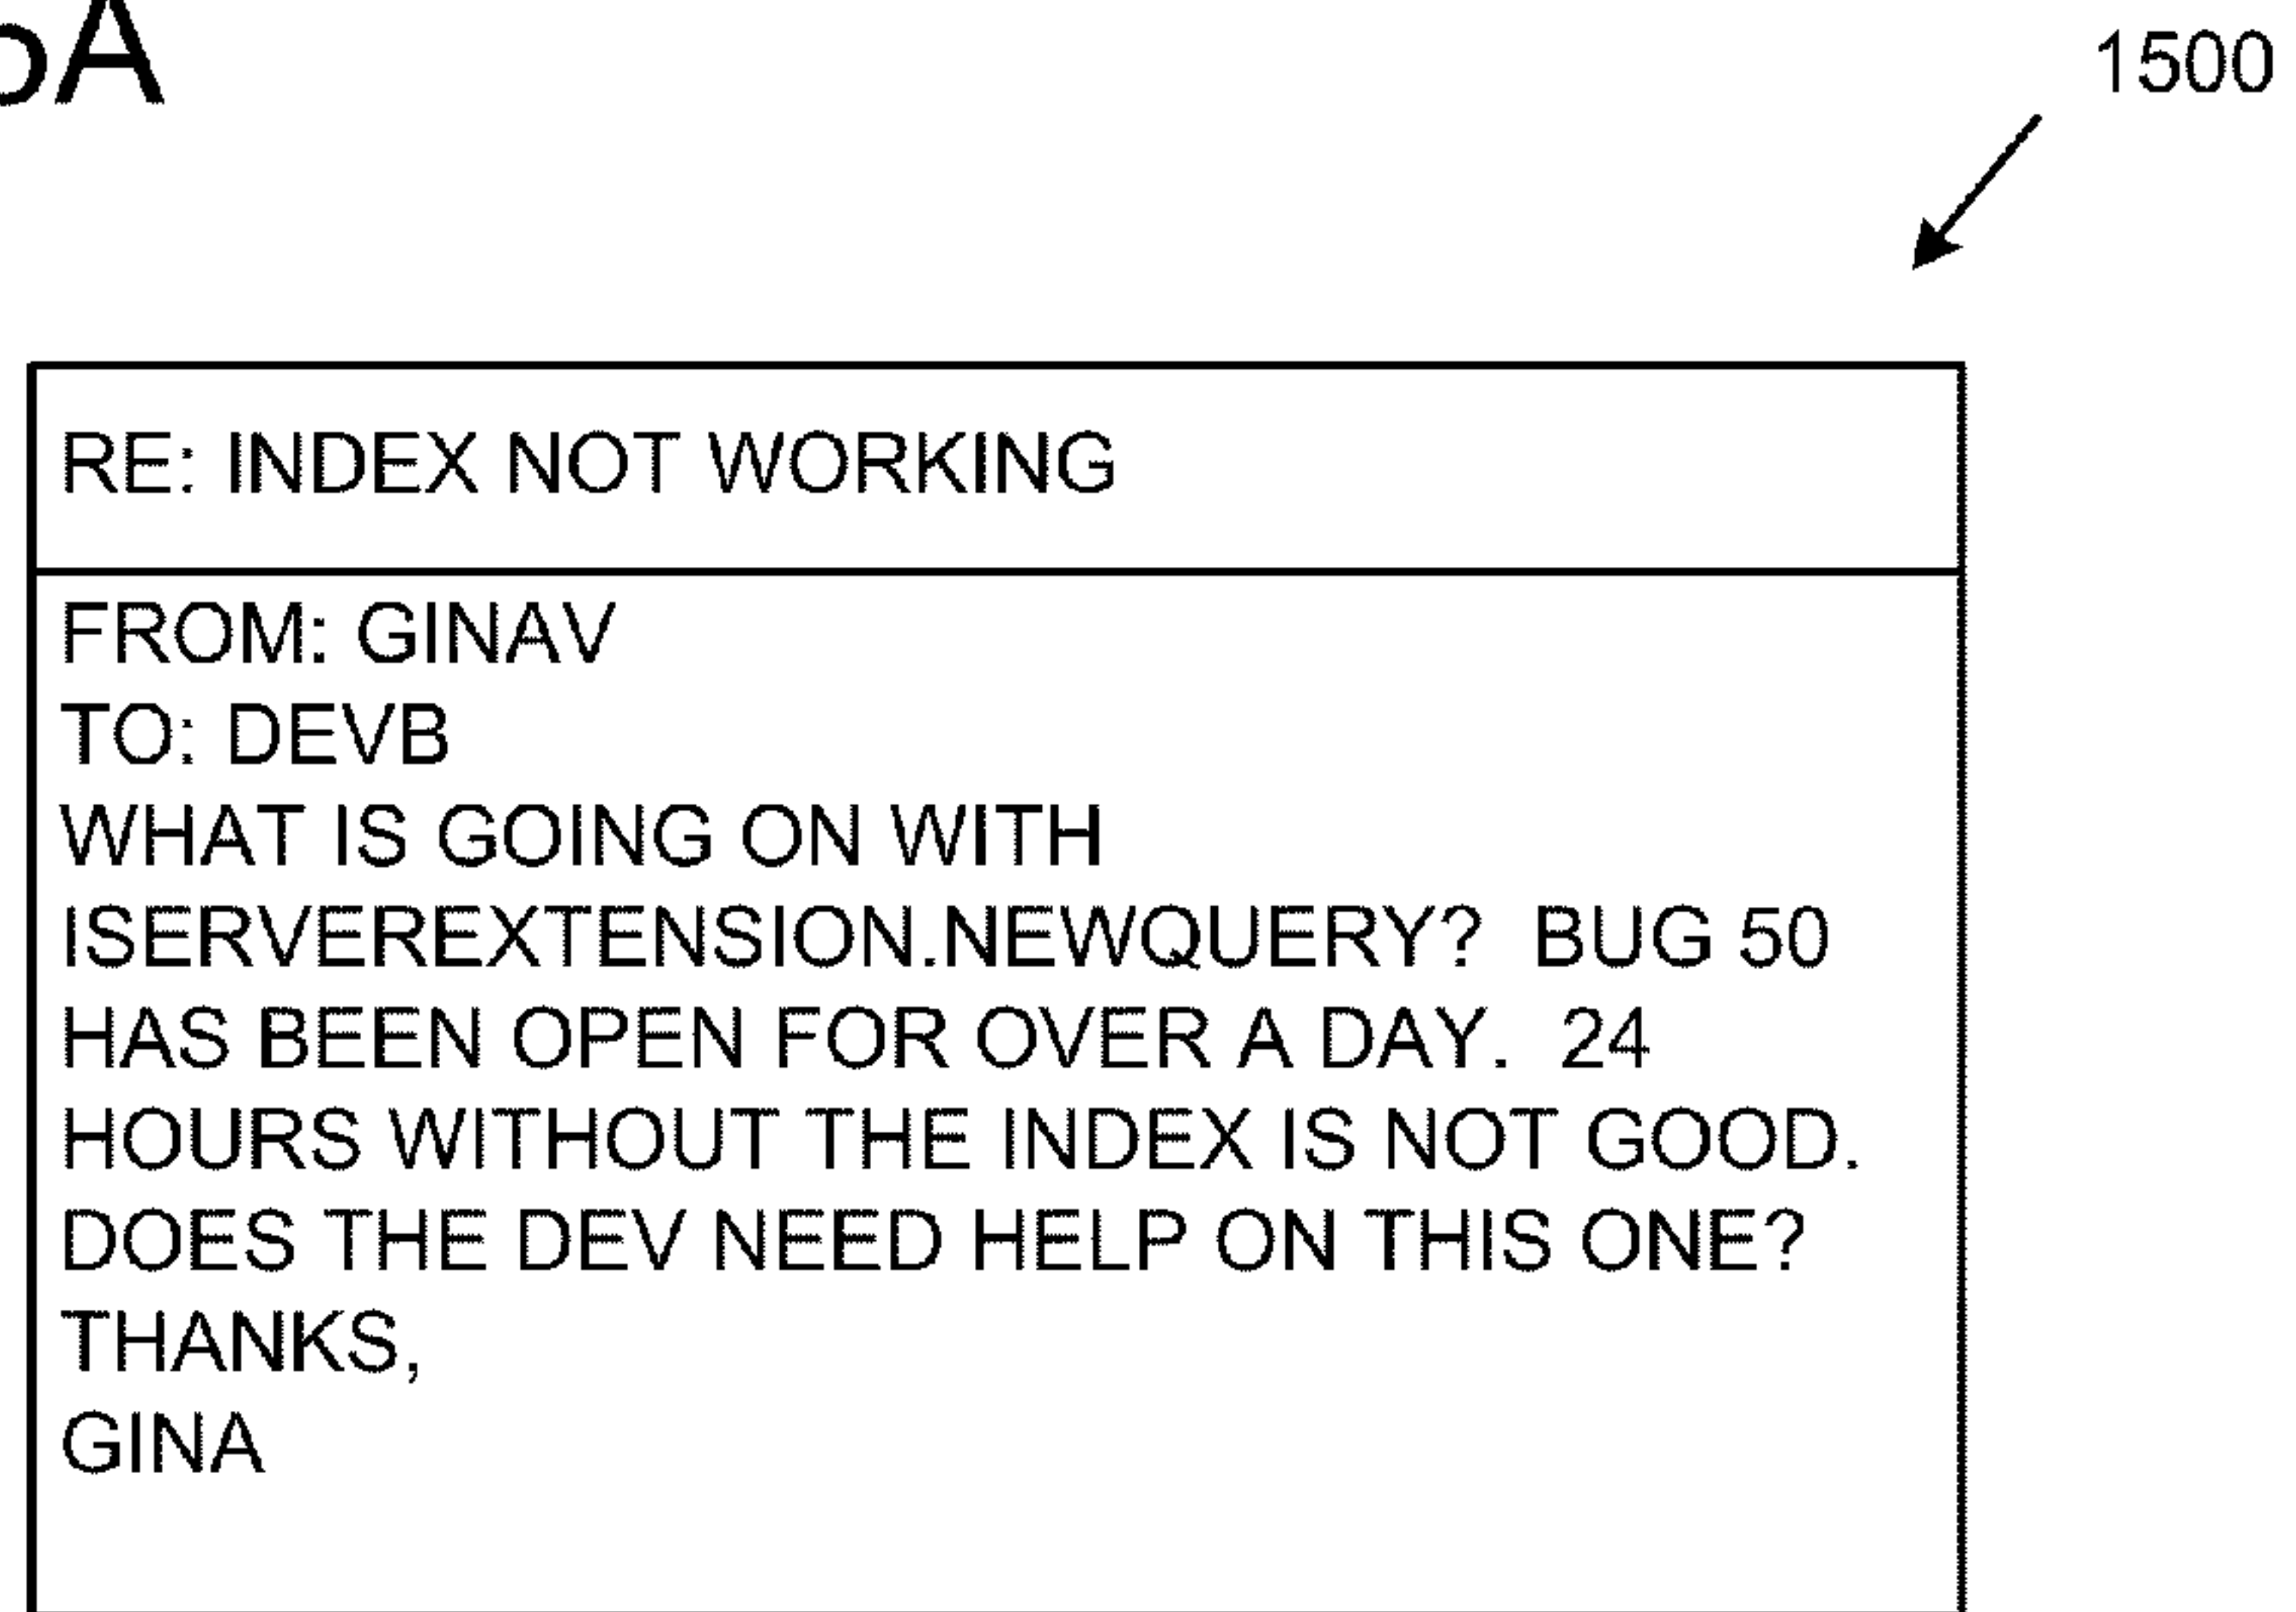 1500
RE: INDEX NOT WORKING
FROM: GINAV
TO: DEVB
WHAT IS GOING ON WITH
ISERVEREXTENSION.NEWQUERY? BUG 50
HAS BEEN OPEN FOR OVER A DAY. 24
HOURS WITHOUT THE INDEX IS NOT GOOD.
DOES THE DEV NEED HELP ON THIS ONE?
THANKS,
GINA